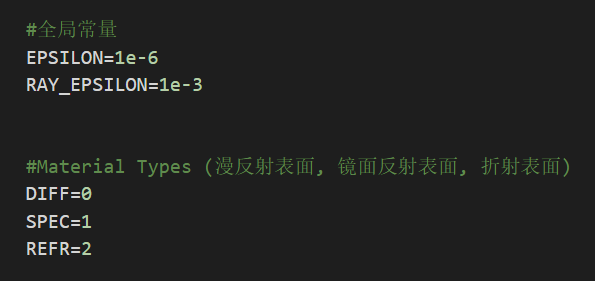 #全局常量
EPSILON=1e-6
RAY_EPSILON=1e-3
#Material Types (漫反射表面, 镜面反射表面, 折射表面)
DIFF=0
SPEC=1
REFR=2